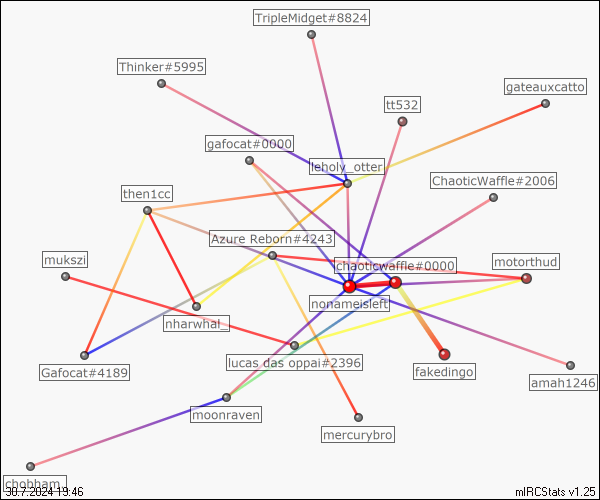 TripleMidget#8824
Thinker#5995
gateauxcatto
tt532
gafocat#0000
leholy_otter
ChaoticWaffle#2006
then1cc
Azure Reborn#4243
mukszi
chaoticwaffle#0000
motorthud
nonameisleft
nharwhal_
lucas das oppai#2396
Gafocat#4189
fakedingo
amah1246
moonraven
mercurybro
chobham_
30.7.2024 19:46
mIRCStats v1.25